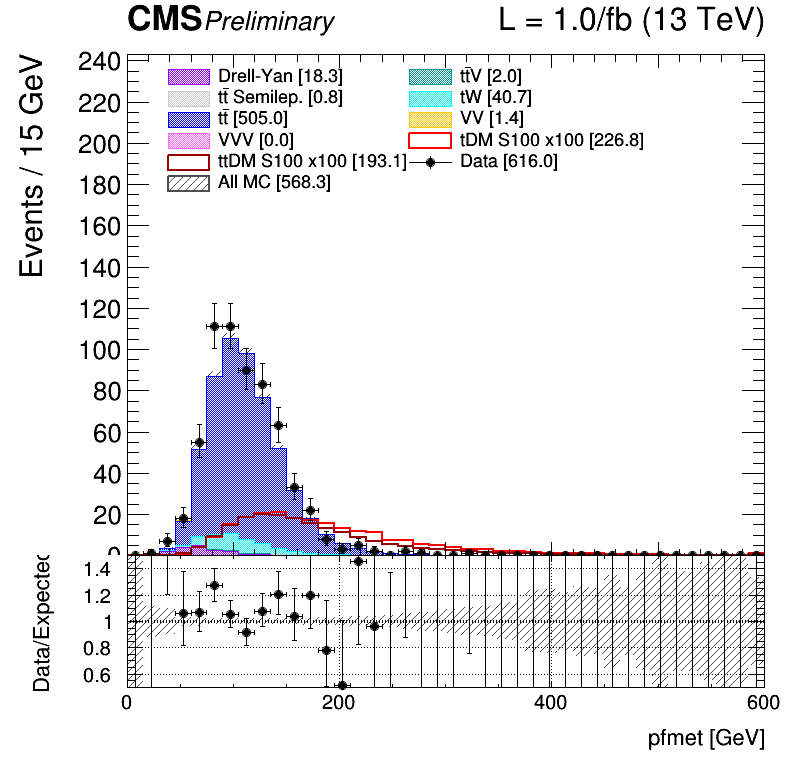 CMS Preliminary L = 1.0/fb (13 TeV)
Events / 15 GeV
240
220
200
180
160
140
120
100
80
60
40
20
0
Drell-Yan [18.3]
tt̄V [2.0]
tt̄ Semilep. [0.8]
tW [40.7]
tt̄ [505.0]
VV [1.4]
VVV [0.0]
tDM S100 x100 [226.8]
ttDM S100 x100 [193.1]
Data [616.0]
All MC [568.3]
Data/Expected
1.4
1.2
1
0.8
0.6
0 200 400 600
pfmet [GeV]